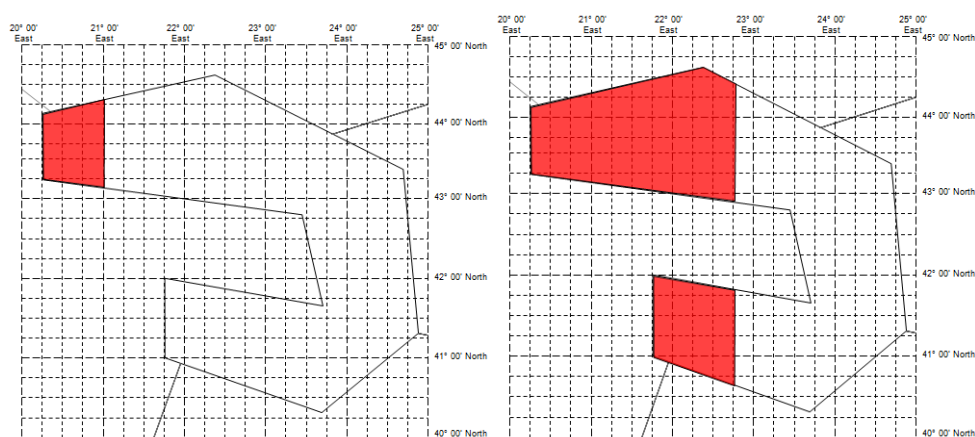 20° 00' 21° 00' 22° 00' 23° 00' 24° 00' 25° 00'
East East East East East East
45° 00' North
44° 00' North
43° 00' North
42° 00' North
41° 00' North
40° 00' North
20° 00' 21° 00' 22° 00' 23° 00' 24° 00' 25° 00'
East East East East East East
45° 00' North
44° 00' North
43° 00' North
42° 00' North
41° 00' North
40° 00' North